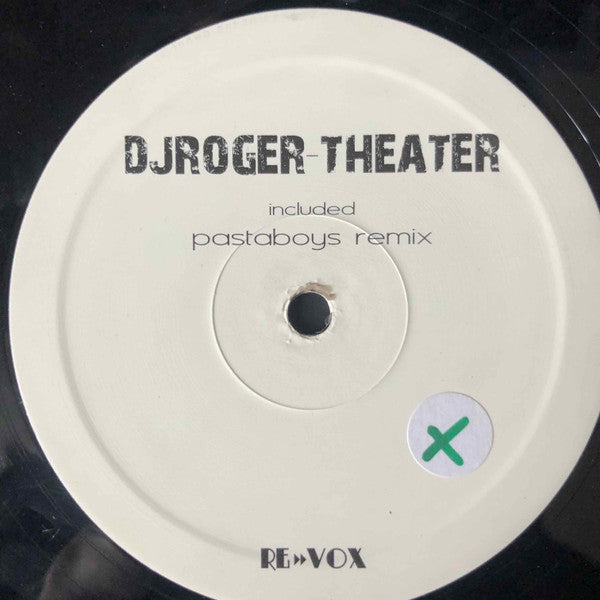 DJROGER-THEATER
included
pastaboys remix
X
RE»VOX